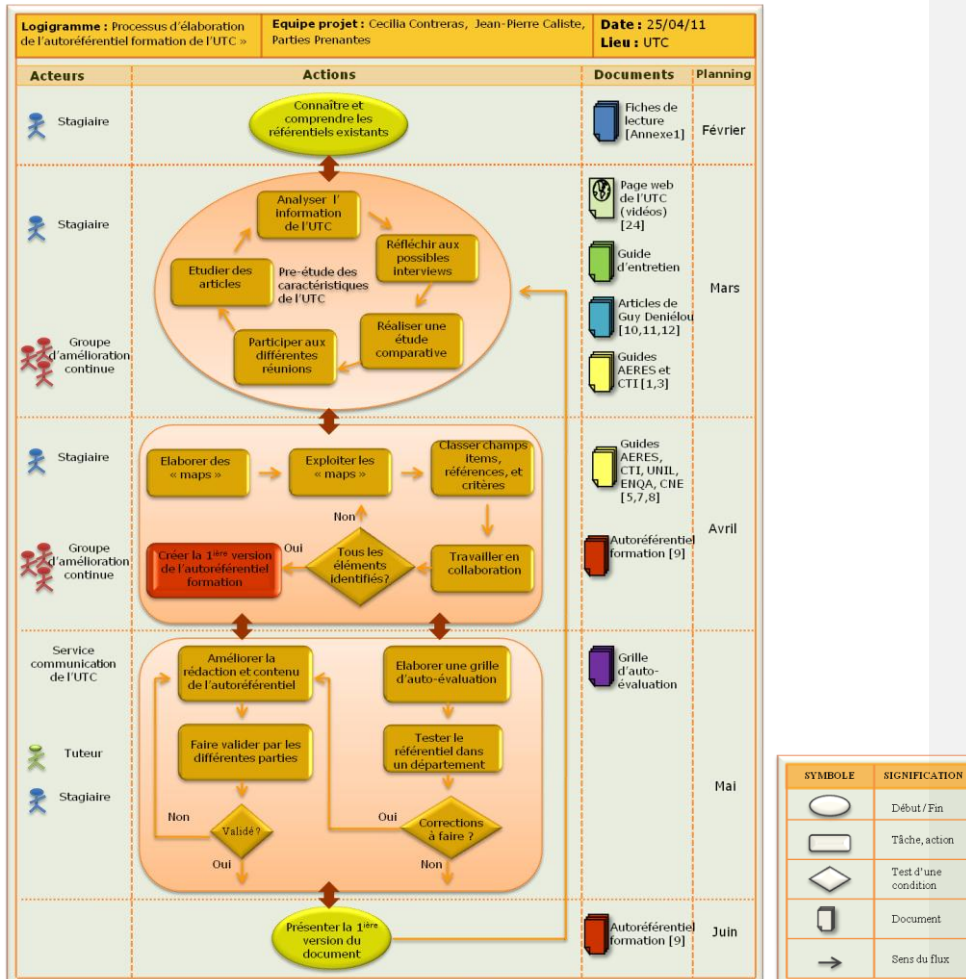 Logigramme : Processus d'élaboration
de l'autoréférentiel formation de l'UTC »
Equipe projet : Cecilia Contreras, Jean-Pierre Caliste,
Parties Prenantes
Date : 25/04/11
Lieu : UTC
Acteurs
Actions
Documents
Planning
Stagiaire
Connaître et
comprendre les
référentiels existants
Fiches de
lecture
[Annexe1]
Février
Stagiaire
Groupe
d'amélioration
continue
Analyser l'
information
de l'UTC
Réfléchir aux
possibles
interviews
Réaliser une
étude
comparative
Participer aux
différentes
réunions
Etudier des
articles
Pre-étude des
caractéristiques
de l'UTC
Page web
de l'UTC
(vidéos)
[24]
Guide
d'entretien
Articles de
Guy Deniélou
[10,11,12]
Guides
AERES et
CTI [1,3]
Mars
Stagiaire
Groupe
d'amélioration
continue
Elaborer des
« maps »
Exploiter les
« maps »
Classer champs
items,
références, et
critères
Travailler en
collaboration
Tous les
éléments
identifiés?
Non
Oui
Créer la 1ière version
de l'autoréférentiel
formation
Guides
AERES,
CTI, UNIL,
ENQA, CNE
[5,7,8]
Autoréférentiel
formation [9]
Avril
Service
communication
de l'UTC
Tuteur
Stagiaire
Améliorer la
rédaction et contenu
de l'autoréférentiel
Faire valider par les
différentes parties
Validé ?
Non
Oui
Elaborer une grille
d'auto-évaluation
Tester le
référentiel dans
un département
Corrections
à faire ?
Oui
Non
Grille
d'auto-
évaluation
Mai
Présenter la 1ière
version du
document
Autoréférentiel
formation [9]
Juin
SYMBOLE
SIGNIFICATION
Début / Fin
Tâche, action
Test d'une
condition
Document
Sens du flux